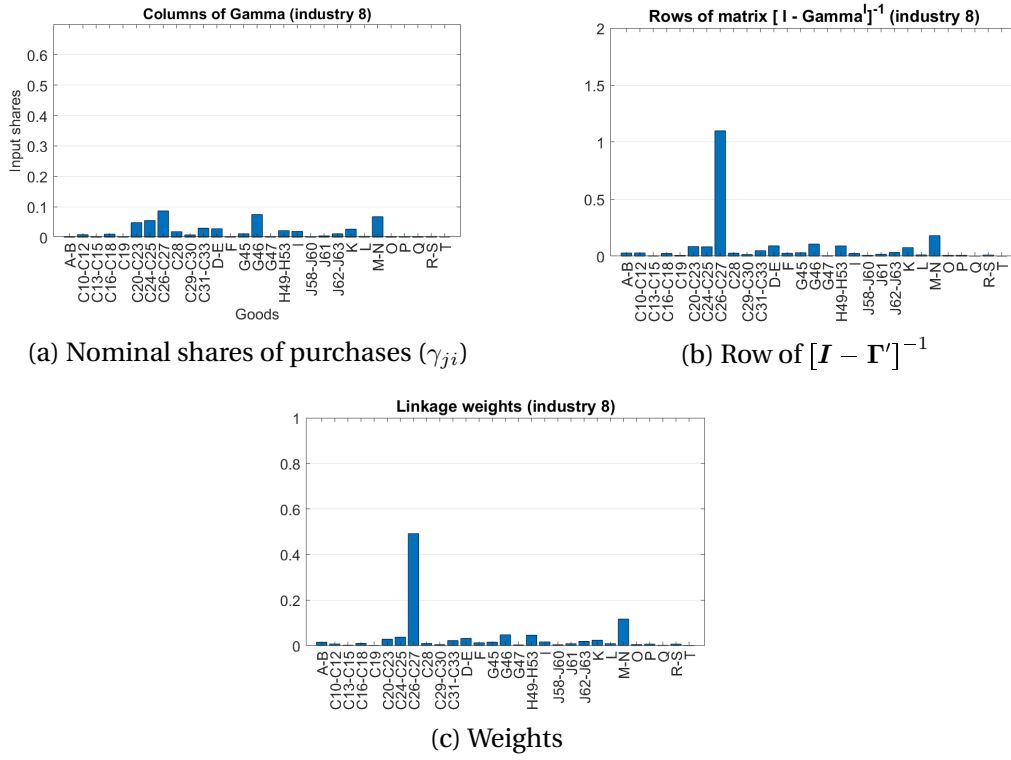 Columns of Gamma (industry 8)
Input shares
0.6
0.5
0.4
0.3
0.2
0.1
0
A-B
C10-C12
C13-C15
C16-C18
C19
C20-C23
C24-C25
C26-C27
C28
C29-C30
C31-C33
D-E
F
G45
G46
G47
H49-H53
I
J58-J60
J61
J62-J63
K
L
M-N
O
P
Q
R-S
T
Goods
(a) Nominal shares of purchases (γ_{ji})
Rows of matrix [ I - Gamma^I]^{-1} (industry 8)
2
1.5
1
0.5
0
A-B
C10-C12
C13-C15
C16-C18
C19
C20-C23
C24-C25
C26-C27
C28
C29-C30
C31-C33
D-E
F
G45
G46
G47
H49-H53
I
J58-J60
J61
J62-J63
K
L
M-N
O
P
Q
R-S
T
(b) Row of [I − Γ′]^{−1}
Linkage weights (industry 8)
1
0.8
0.6
0.4
0.2
0
A-B
C10-C12
C13-C15
C16-C18
C19
C20-C23
C24-C25
C26-C27
C28
C29-C30
C31-C33
D-E
F
G45
G46
G47
H49-H53
I
J58-J60
J61
J62-J63
K
L
M-N
O
P
Q
R-S
T
(c) Weights